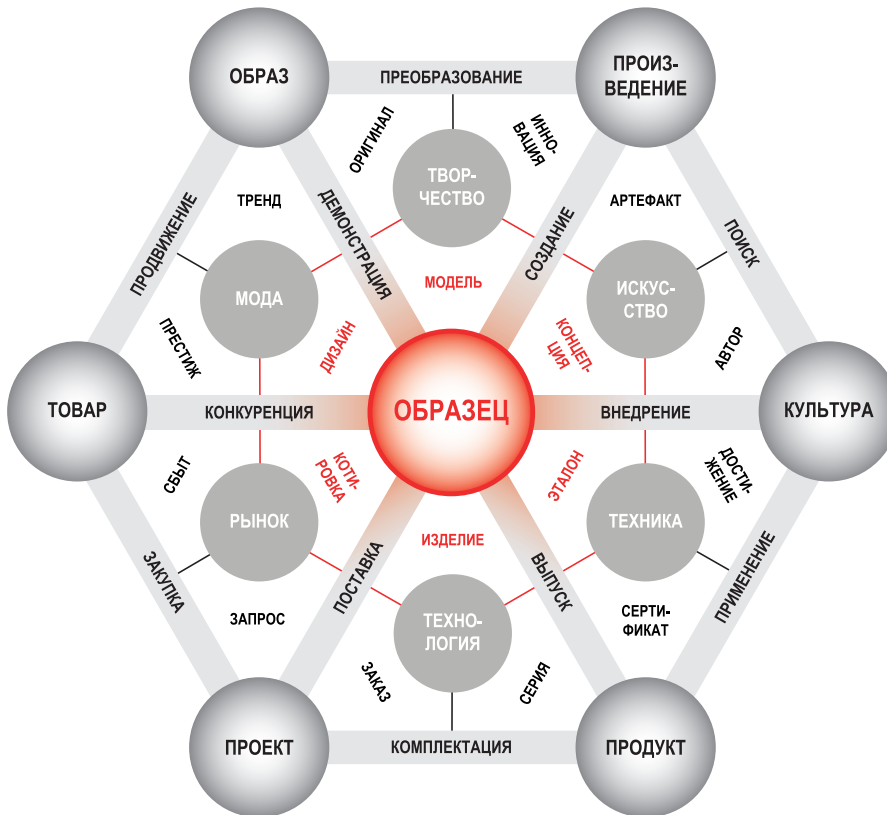 ОБРАЗ
ПРЕОБРАЗОВАНИЕ
ПРОИЗ-
ВЕДЕНИЕ
ОРИГИНАЛ
ИННО-
ВАЦИЯ
ТВОР-
ЧЕСТВО
ТРЕНД
ДЕМОНСТРАЦИЯ
СОЗДАНИЕ
АРТЕФАКТ
ПРОДВИЖЕНИЕ
ПОИСК
МОДА
МОДЕЛЬ
ИСКУС-
СТВО
ПРЕСТИЖ
ДИЗАЙН
КОНЦЕП-
ЦИЯ
АВТОР
ТОВАР
КОНКУРЕНЦИЯ
ОБРАЗЕЦ
ВНЕДРЕНИЕ
КУЛЬТУРА
СБЫТ
КОТИ-
РОВКА
ЭТАЛОН
ДОСТИ-
ЖЕНИЕ
РЫНОК
ИЗДЕЛИЕ
ТЕХНИКА
ЗАКУПКА
ПОСТАВКА
ВЫПУСК
ПРИМЕНЕНИЕ
ЗАПРОС
ТЕХНО-
ЛОГИЯ
СЕРТИ-
ФИКАТ
ЗАКАЗ
СЕРИЯ
ПРОЕКТ
КОМПЛЕКТАЦИЯ
ПРОДУКТ